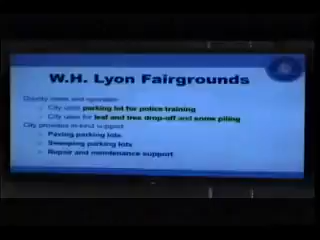 W.H. Lyon Fairgrounds
County owns and operates
City uses parking lot for police training
City uses for leaf and tree drop-off and snow piling
City provides in-kind support
Paving parking lots
Sweeping parking lots
Repair and maintenance support